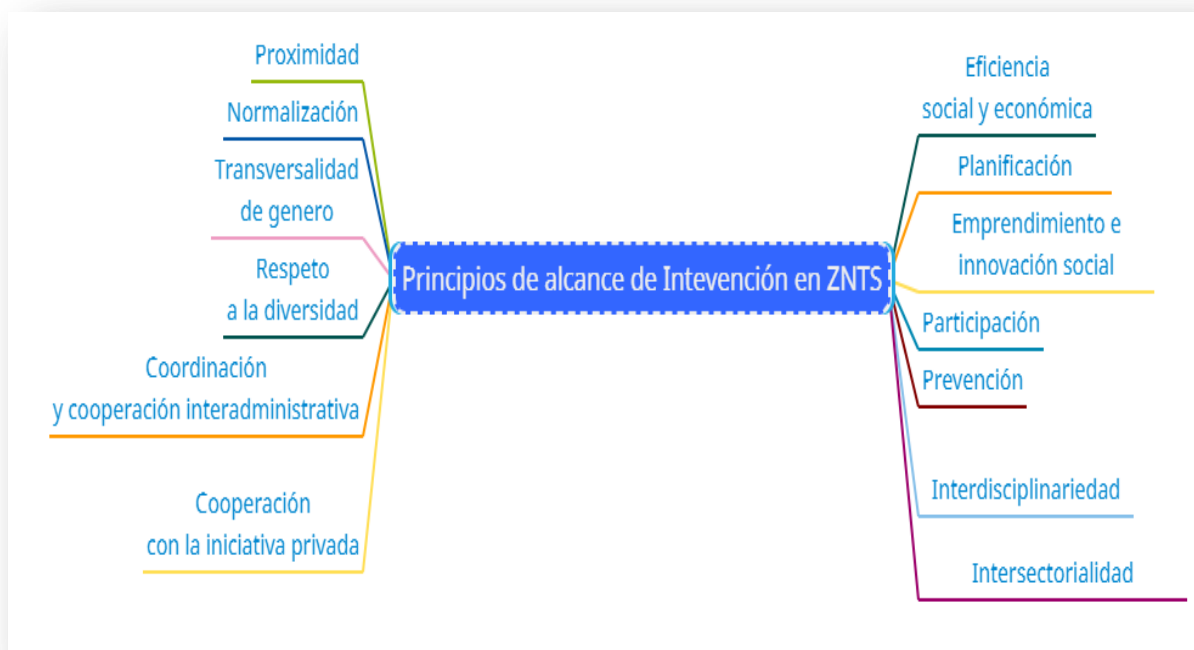 Proximidad
Normalización
Transversalidad
de genero
Respeto
a la diversidad
Coordinación
y cooperación interadministrativa
Cooperación
con la iniciativa privada
Principios de alcance de Intevención en ZNTS
Eficiencia
social y económica
Planificación
Emprendimiento e
innovación social
Participación
Prevención
Interdisciplinariedad
Intersectorialidad